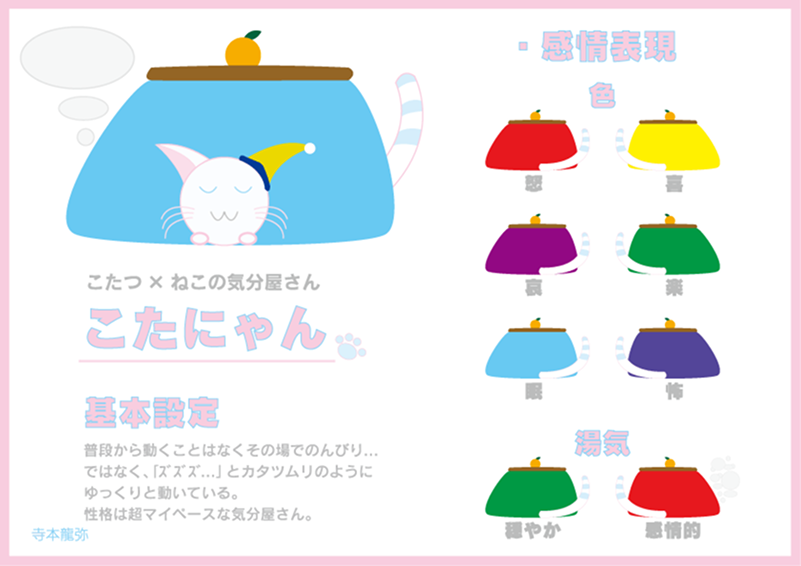 こたつ × ねこの気分屋さん
こたにゃん
基本設定
普段から動くことはなくその場でのんびり…
ではなく、「ズズズ…」とカタツムリのように
ゆっくりと動いている。
性格は超マイペースな気分屋さん。
寺本龍弥
・感情表現
色
怒
喜
哀
楽
眠
怖
湯気
穏やか
感情的